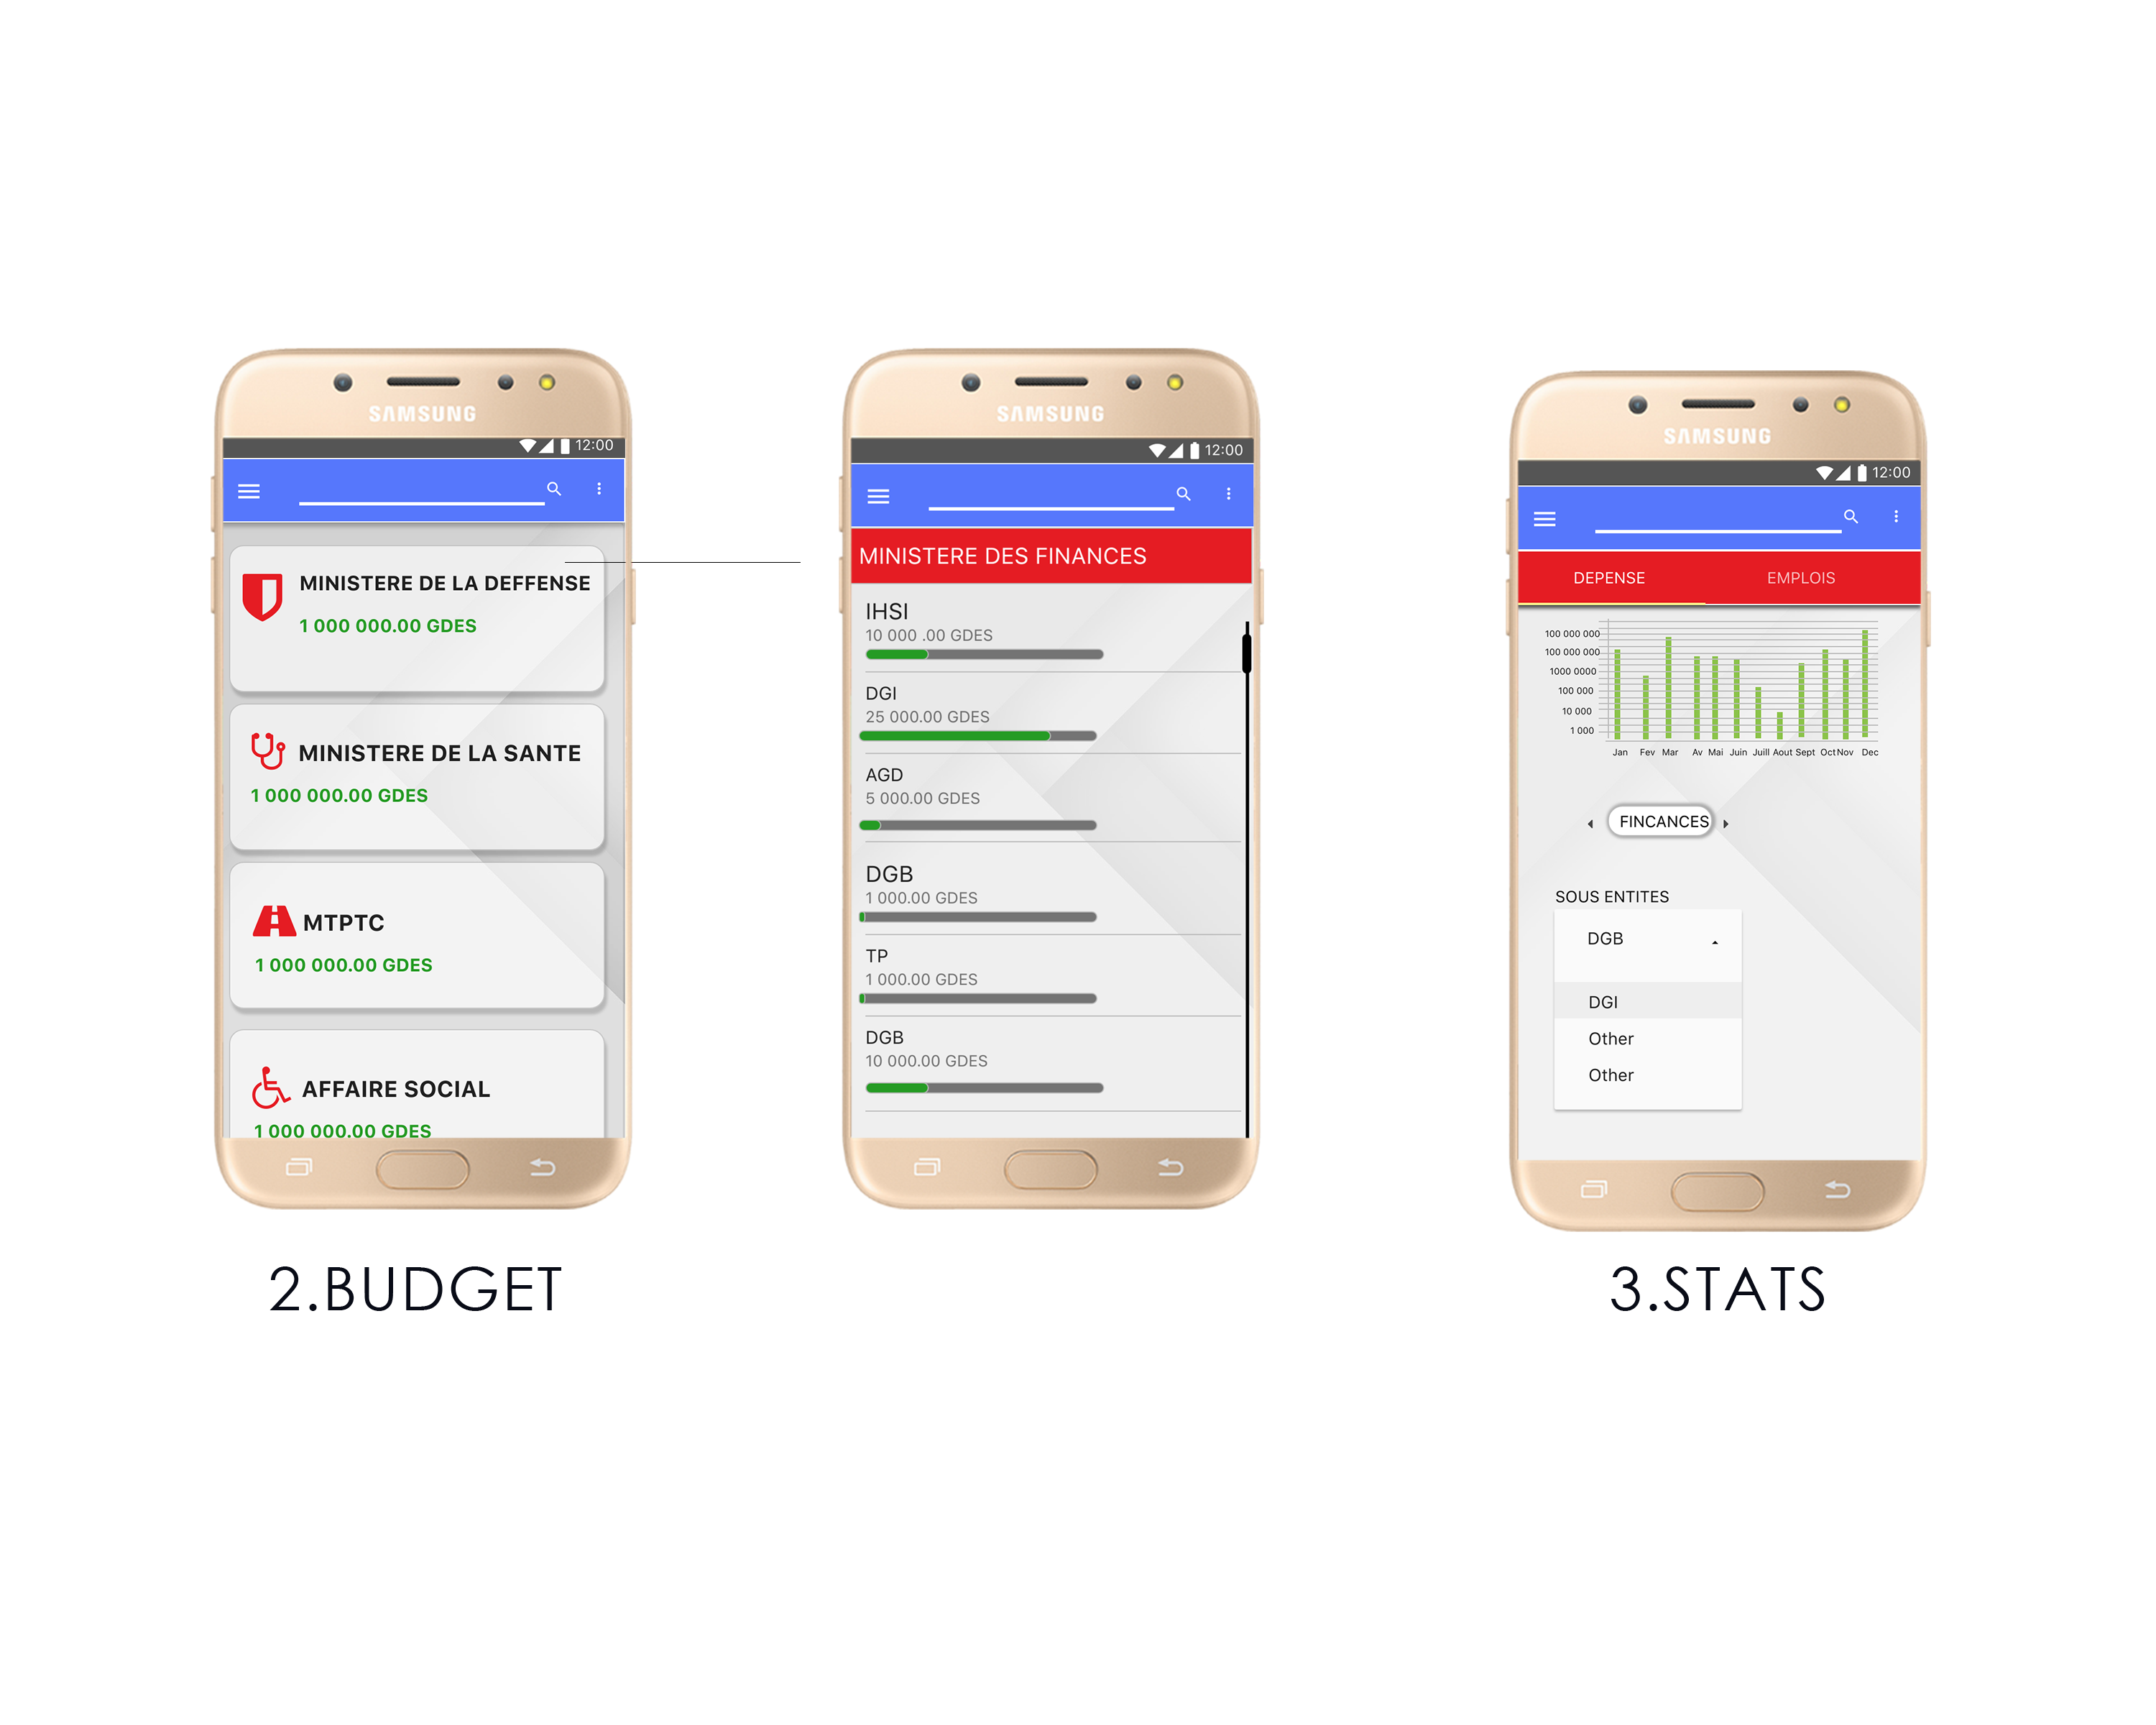 SAMSUNG
12:00
MINISTERE DE LA DEFFENSE
1 000 000.00 GDES
MINISTERE DE LA SANTE
1 000 000.00 GDES
MTPTC
1 000 000.00 GDES
AFFAIRE SOCIAL
1 000 000.00 GDES
2.BUDGET
SAMSUNG
12:00
MINISTERE DES FINANCES
IHSI
10 000 .00 GDES
DGI
25 000.00 GDES
AGD
5 000.00 GDES
DGB
1 000.00 GDES
TP
1 000.00 GDES
DGB
10 000.00 GDES
SAMSUNG
12:00
DEPENSE EMPLOIS
100 000 000
100 000 000
1000 0000
100 000
10 000
1 000
Jan Fev Mar Av Mai Juin Juill Aout Sept Oct Nov Dec
FINCANCES
SOUS ENTITES
DGB
DGI
Other
Other
3.STATS